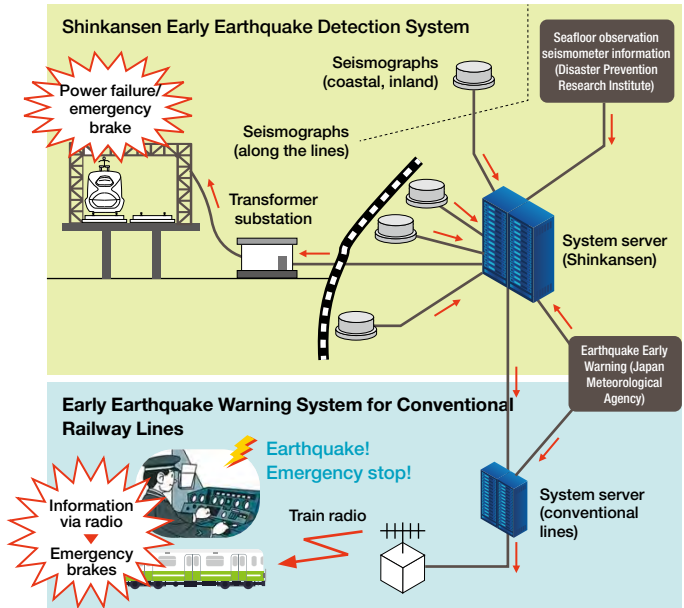 Shinkansen Early Earthquake Detection System
Seafloor observation
seismometer information
(Disaster Prevention
Research Institute)
Seismographs
(coastal, inland)
Power failure/
emergency
brake
Seismographs
(along the lines)
Transformer
substation
System server
(Shinkansen)
Earthquake Early
Warning (Japan
Meteorological
Agency)
Early Earthquake Warning System for Conventional
Railway Lines
Earthquake!
Emergency stop!
Information
via radio
Emergency
brakes
Train radio
System server
(conventional
lines)